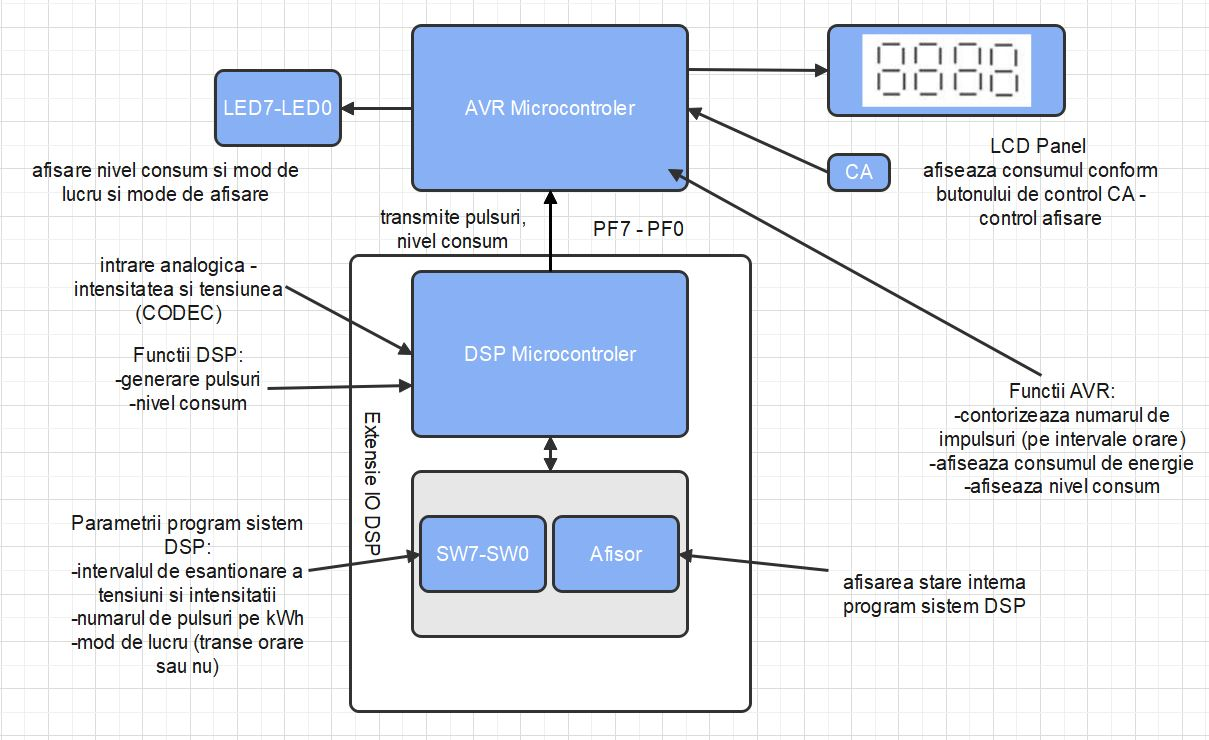 AVR Microcontroler
LED7-LED0
afisare nivel consum si mod de
lucru si mode de afisare
LCD Panel
afiseaza consumul conform
butonului de control CA -
control afisare
CA
transmite pulsuri,
nivel consum
PF7 - PF0
intrare analogica -
intensitatea si tensiunea
(CODEC)
Functii DSP:
-generare pulsuri
-nivel consum
DSP Microcontroler
Extensie IO DSP
Functii AVR:
-contorizeaza numarul de
impulsuri (pe intervale orare)
-afiseaza consumul de energie
-afiseaza nivel consum
Parametrii program sistem
DSP:
-intervalul de esantionare a
tensiuni si intensitatii
-numarul de pulsuri pe kWh
-mod de lucru (transe orare
sau nu)
SW7-SW0
Afisor
afisarea stare interna
program sistem DSP
8888